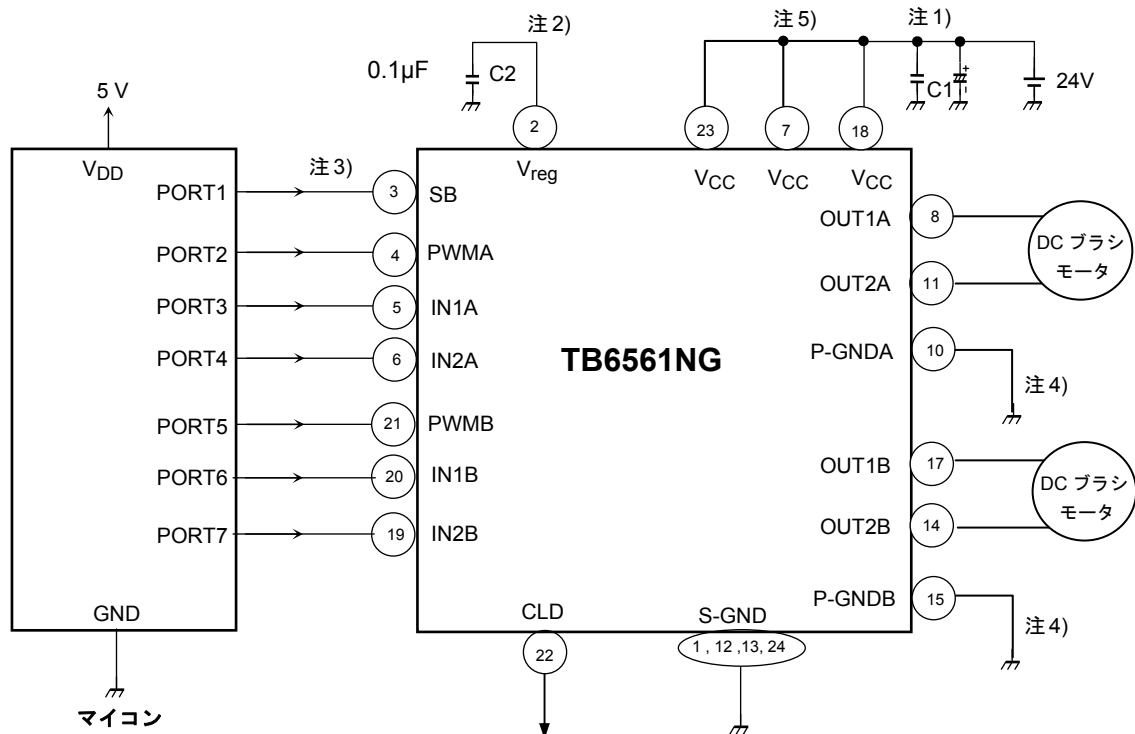 注2)
注5)
注1)
0.1μF
C2
C1
+
-
24V
5 V
2
23
7
18
VDD
注3)
Vreg
VCC
VCC
VCC
PORT1
3
SB
OUT1A
8
DC ブラシ
モータ
PORT2
4
PWMA
PORT3
5
IN1A
OUT2A
11
PORT4
6
IN2A
TB6561NG
P-GNDA
10
注4)
PORT5
21
PWMB
PORT6
20
IN1B
OUT1B
17
DC ブラシ
モータ
PORT7
19
IN2B
OUT2B
14
GND
CLD
S-GND
P-GNDB
15
注4)
22
1 , 12 ,13, 24
マイコン